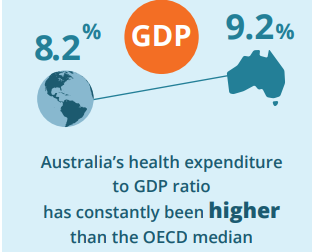 8.2%
GDP
9.2%
Australia's health expenditure
to GDP ratio
has constantly been higher
than the OECD median